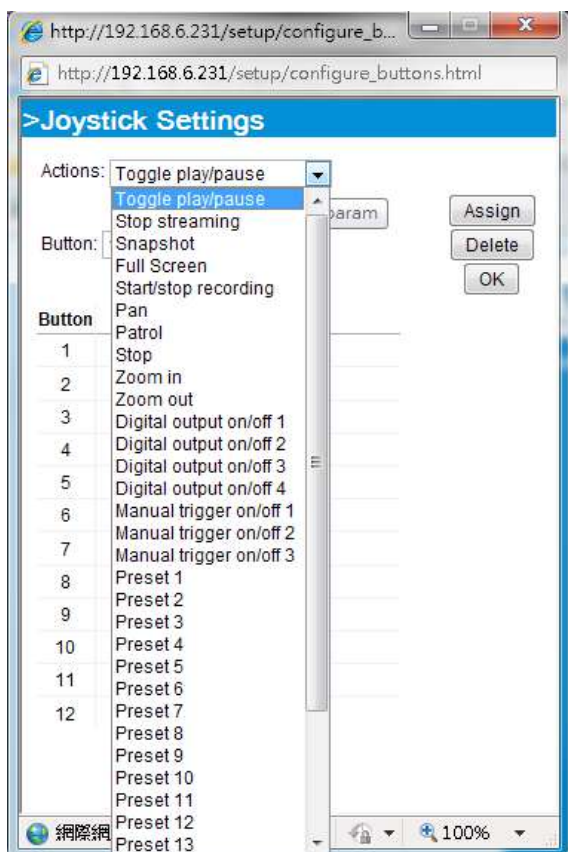 http://192.168.6.231/setup/configure_b...
http://192.168.6.231/setup/configure_buttons.html
>Joystick Settings
Actions: Toggle play/pause
Toggle play/pause
Stop streaming
param
Assign
Button:
Snapshot
Delete
Full Screen
OK
Start/stop recording
Button
Pan
Patrol
1
Stop
2
Zoom in
Zoom out
3
Digital output on/off 1
4
Digital output on/off 2
Digital output on/off 3
5
Digital output on/off 4
6
Manual trigger on/off 1
Manual trigger on/off 2
7
Manual trigger on/off 3
8
Preset 1
Preset 2
9
Preset 3
10
Preset 4
Preset 5
11
Preset 6
12
Preset 7
Preset 8
Preset 9
Preset 10
Preset 11
Preset 12
網際網
100%
Preset 13